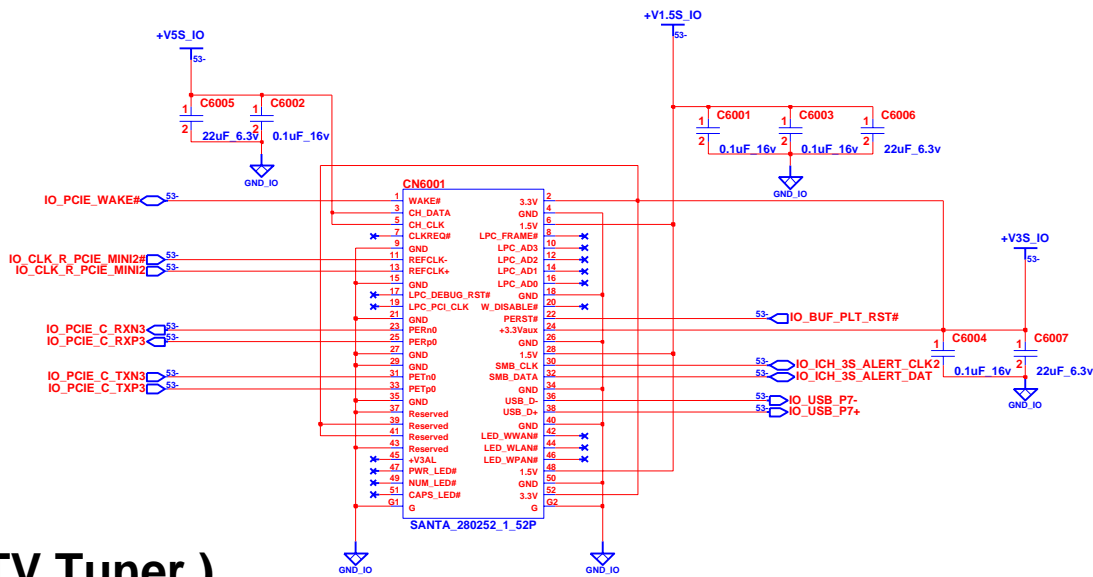 +V1.5S_IO
53-
+V5S_IO
53-
C6005
C6002
1
2
1
2
22uF_6.3v
0.1uF_16v
GND_IO
C6001
C6003
C6006
1
2
1
2
1
2
0.1uF_16v
0.1uF_16v
22uF_6.3v
GND_IO
CN6001
IO_PCIE_WAKE# 53- 1 WAKE# 3.3V 2
3 CH_DATA GND 4
5 CH_CLK 1.5V 6
7 CLKREQ# LPC_FRAME# 8
9 GND LPC_AD3 10
IO_CLK_R_PCIE_MINI2# 53- 11 REFCLK- LPC_AD2 12
IO_CLK_R_PCIE_MINI2 53- 13 REFCLK+ LPC_AD1 14
15 GND LPC_AD0 16
17 LPC_DEBUG_RST# GND 18
19 LPC_PCI_CLK W_DISABLE# 20
21 GND PERST# 22 53- IO_BUF_PLT_RST#
IO_PCIE_C_RXN3 53- 23 PERn0 +3.3Vaux 24
IO_PCIE_C_RXP3 53- 25 PERp0 GND 26
27 GND 1.5V 28
29 GND SMB_CLK 30 53- IO_ICH_3S_ALERT_CLK2
IO_PCIE_C_TXN3 53- 31 PETn0 SMB_DATA 32 53- IO_ICH_3S_ALERT_DAT
IO_PCIE_C_TXP3 53- 33 PETp0 GND 34
35 GND USB_D- 36 53- IO_USB_P7-
37 Reserved USB_D+ 38 53- IO_USB_P7+
39 Reserved GND 40
41 Reserved LED_WWAN# 42
43 Reserved LED_WLAN# 44
45 +V3AL LED_WPAN# 46
47 PWR_LED# 1.5V 48
49 NUM_LED# GND 50
51 CAPS_LED# 3.3V 52
G1 G G G2
SANTA_280252_1_52P
+V3S_IO
53-
C6004
C6007
1
2
1
2
0.1uF_16v
22uF_6.3v
GND_IO
GND_IO
GND_IO
TV Tuner )